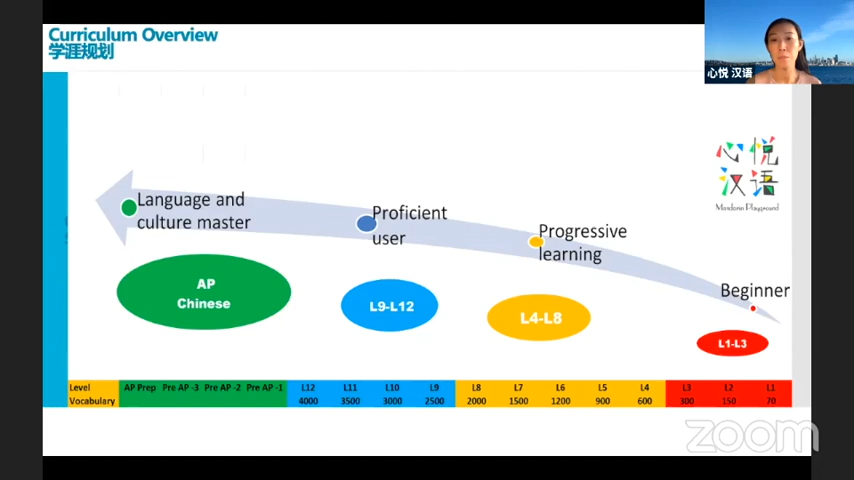 Curriculum Overview
学涯规划
心悦 汉语
心悦
汉语
Mandarin Playground
Language and
culture master
Proficient
user
Progressive
learning
Beginner
AP
Chinese
L9-L12
L4-L8
L1-L3
Level AP Prep Pre AP -3 Pre AP -2 Pre AP -1 L12 L11 L10 L9 L8 L7 L6 L5 L4 L3 L2 L1
Vocabulary 4000 3500 3000 2500 2000 1500 1200 900 600 300 150 70
zoom